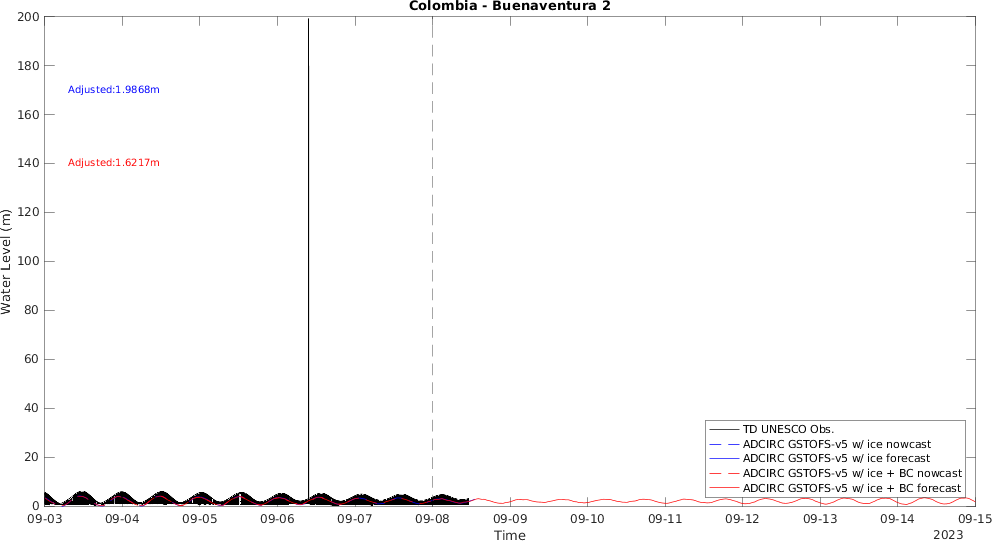 Colombia - Buenaventura 2
Water Level (m)
200
180
160
140
120
100
80
60
40
20
0
Adjusted:1.9868m
Adjusted:1.6217m
TD UNESCO Obs.
ADCIRC GSTOFS-v5 w/ ice nowcast
ADCIRC GSTOFS-v5 w/ ice forecast
ADCIRC GSTOFS-v5 w/ ice + BC nowcast
ADCIRC GSTOFS-v5 w/ ice + BC forecast
09-03 09-04 09-05 09-06 09-07 09-08 09-09 09-10 09-11 09-12 09-13 09-14 09-15
Time
2023